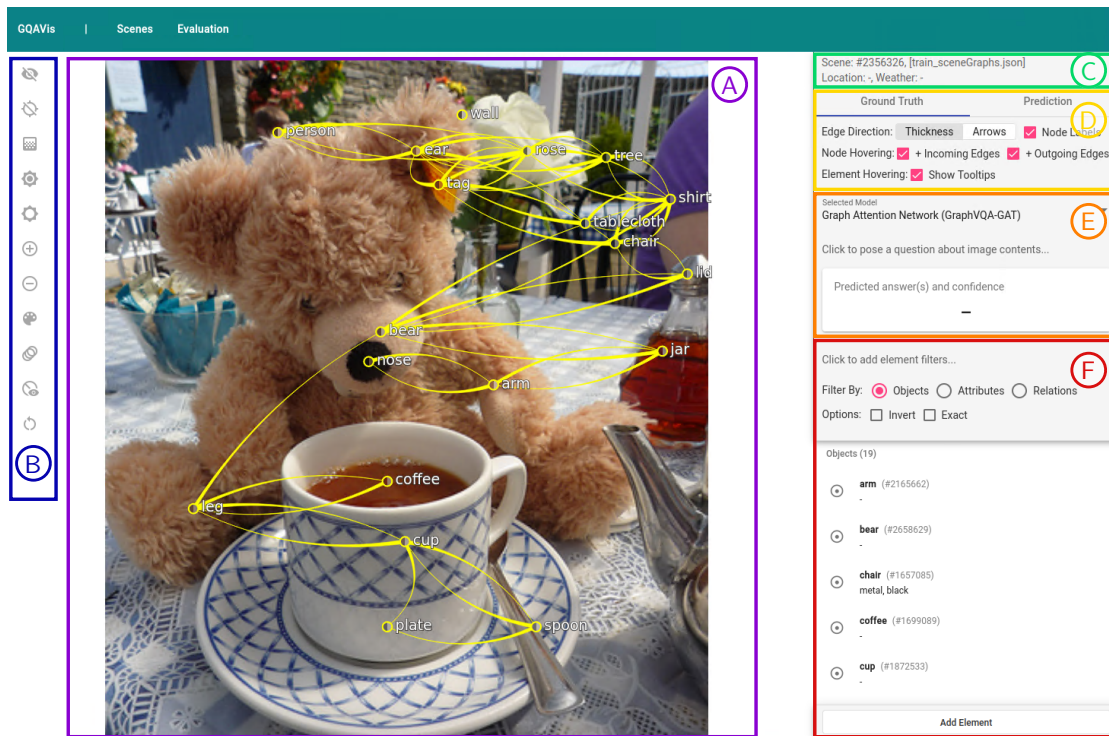 GQAVis | Scenes Evaluation
A
B
wall
person
ear
rose
tree
tag
shirt
tablecloth
chair
lid
bear
nose
jar
arm
coffee
leg
cup
plate
spoon
Scene: #2356326, [train_sceneGraphs.json]
Location: -, Weather: -
C
Ground Truth Prediction
D
Edge Direction: Thickness Arrows Node Labels
Node Hovering: + Incoming Edges + Outgoing Edges
Element Hovering: Show Tooltips
Selected Model
Graph Attention Network (GraphVQA-GAT)
E
Click to pose a question about image contents...
Predicted answer(s) and confidence
–
Click to add element filters...
F
Filter By: Objects Attributes Relations
Options: Invert Exact
Objects (19)
arm (#2165662)
-
bear (#2658629)
-
chair (#1657085)
metal, black
coffee (#1699089)
-
cup (#1872533)
-
Add Element